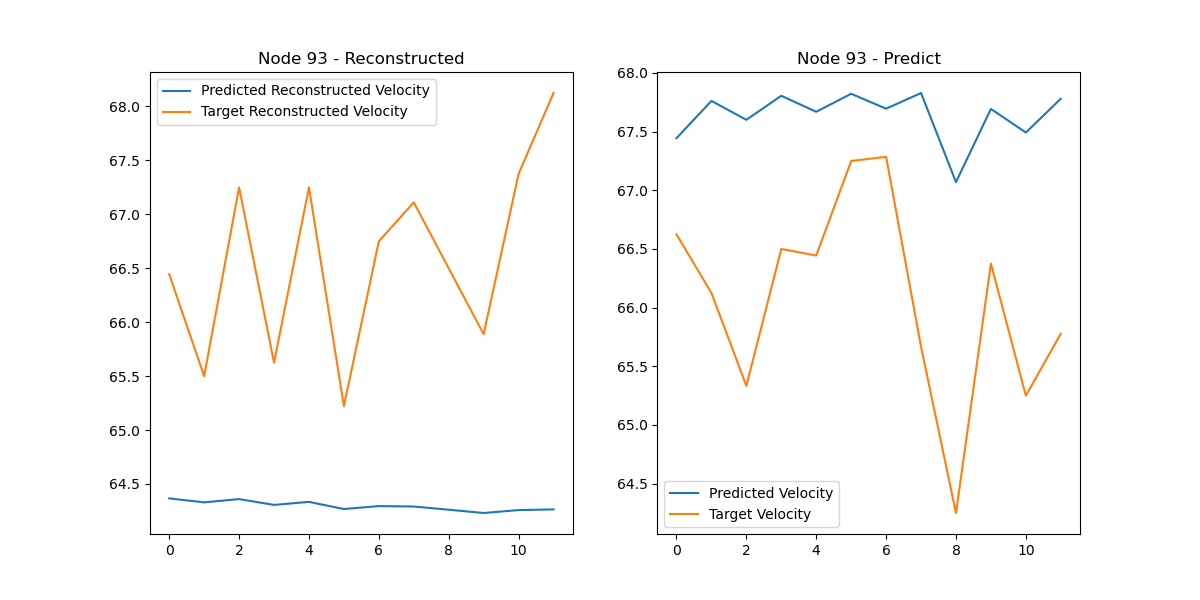 Node 93 - Reconstructed
Predicted Reconstructed Velocity
Target Reconstructed Velocity
68.0
67.5
67.0
66.5
66.0
65.5
65.0
64.5
0 2 4 6 8 10
Node 93 - Predict
68.0
67.5
67.0
66.5
66.0
65.5
65.0
64.5
Predicted Velocity
Target Velocity
0 2 4 6 8 10